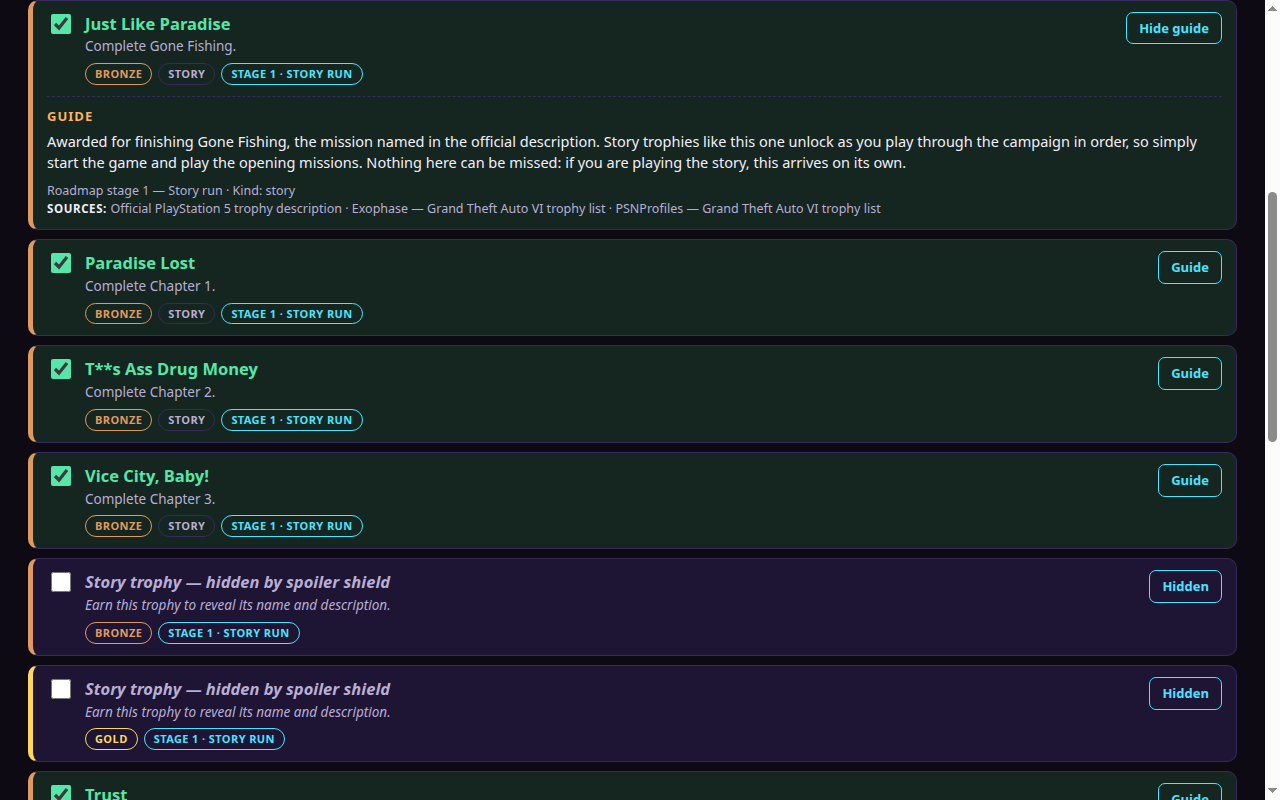 Just Like Paradise
Hide guide
Complete Gone Fishing.
BRONZE STORY STAGE 1 · STORY RUN
GUIDE
Awarded for finishing Gone Fishing, the mission named in the official description. Story trophies like this one unlock as you play through the campaign in order, so simply
start the game and play the opening missions. Nothing here can be missed: if you are playing the story, this arrives on its own.
Roadmap stage 1 — Story run · Kind: story
SOURCES: Official PlayStation 5 trophy description · Exophase — Grand Theft Auto VI trophy list · PSNProfiles — Grand Theft Auto VI trophy list
Paradise Lost
Guide
Complete Chapter 1.
BRONZE STORY STAGE 1 · STORY RUN
T**s Ass Drug Money
Guide
Complete Chapter 2.
BRONZE STORY STAGE 1 · STORY RUN
Vice City, Baby!
Guide
Complete Chapter 3.
BRONZE STORY STAGE 1 · STORY RUN
Story trophy — hidden by spoiler shield
Hidden
Earn this trophy to reveal its name and description.
BRONZE STAGE 1 · STORY RUN
Story trophy — hidden by spoiler shield
Hidden
Earn this trophy to reveal its name and description.
GOLD STAGE 1 · STORY RUN
Trust
Guide